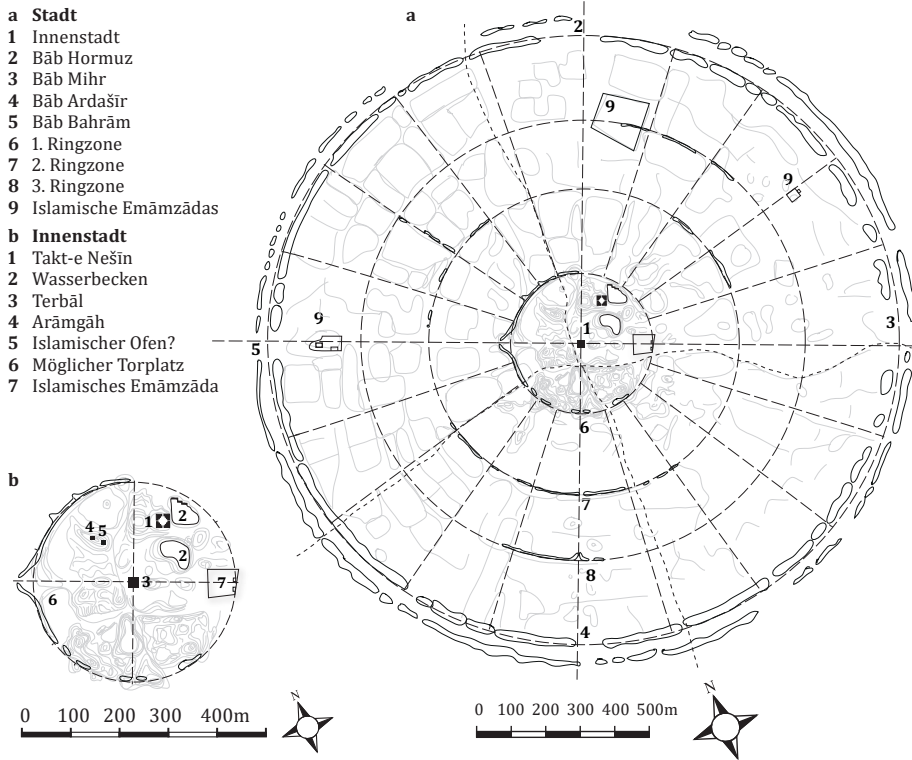 a Stadt
1 Innenstadt
2 Bāb Hormuz
3 Bāb Mihr
4 Bāb Ardašīr
5 Bāb Bahrām
6 1. Ringzone
7 2. Ringzone
8 3. Ringzone
9 Islamische Emāmzādas
b Innenstadt
1 Takt-e Nešīn
2 Wasserbecken
3 Terbāl
4 Arāmgāh
5 Islamischer Ofen?
6 Möglicher Torplatz
7 Islamisches Emāmzāda
a
2
9
9
9
1
3
5
6
7
8
4
b
4 5
1
2
2
3
7
6
0 100 200 300 400m
N
0 100 200 300 400 500m
N